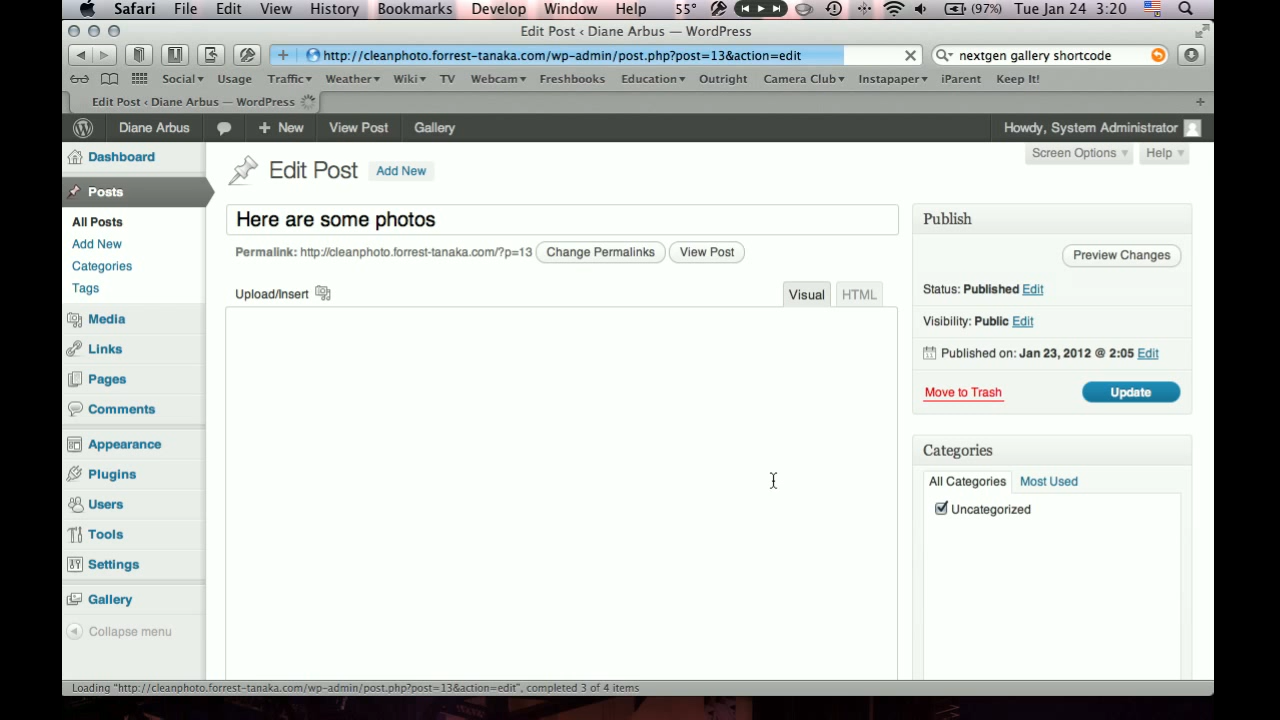 Safari File Edit View History Bookmarks Develop Window Help 55° (97%) Tue Jan 24 3:20
Edit Post ‹ Diane Arbus — WordPress
http://cleanphoto.forrest-tanaka.com/wp-admin/post.php?post=13&action=edit nextgen gallery shortcode
Social Usage Traffic Weather Wiki TV Webcam Freshbooks Education Outright Camera Club Instapaper iParent Keep It!
Edit Post ‹ Diane Arbus — WordPress
Diane Arbus + New View Post Gallery Howdy, System Administrator
Screen Options Help
Dashboard
Posts
All Posts
Add New
Categories
Tags
Media
Links
Pages
Comments
Appearance
Plugins
Users
Tools
Settings
Gallery
Collapse menu
Edit Post Add New
Here are some photos
Permalink: http://cleanphoto.forrest-tanaka.com/?p=13 Change Permalinks View Post
Upload/Insert Visual HTML
Publish
Preview Changes
Status: Published Edit
Visibility: Public Edit
Published on: Jan 23, 2012 @ 2:05 Edit
Move to Trash Update
Categories
All Categories Most Used
Uncategorized
Loading "http://cleanphoto.forrest-tanaka.com/wp-admin/post.php?post=13&action=edit", completed 3 of 4 items